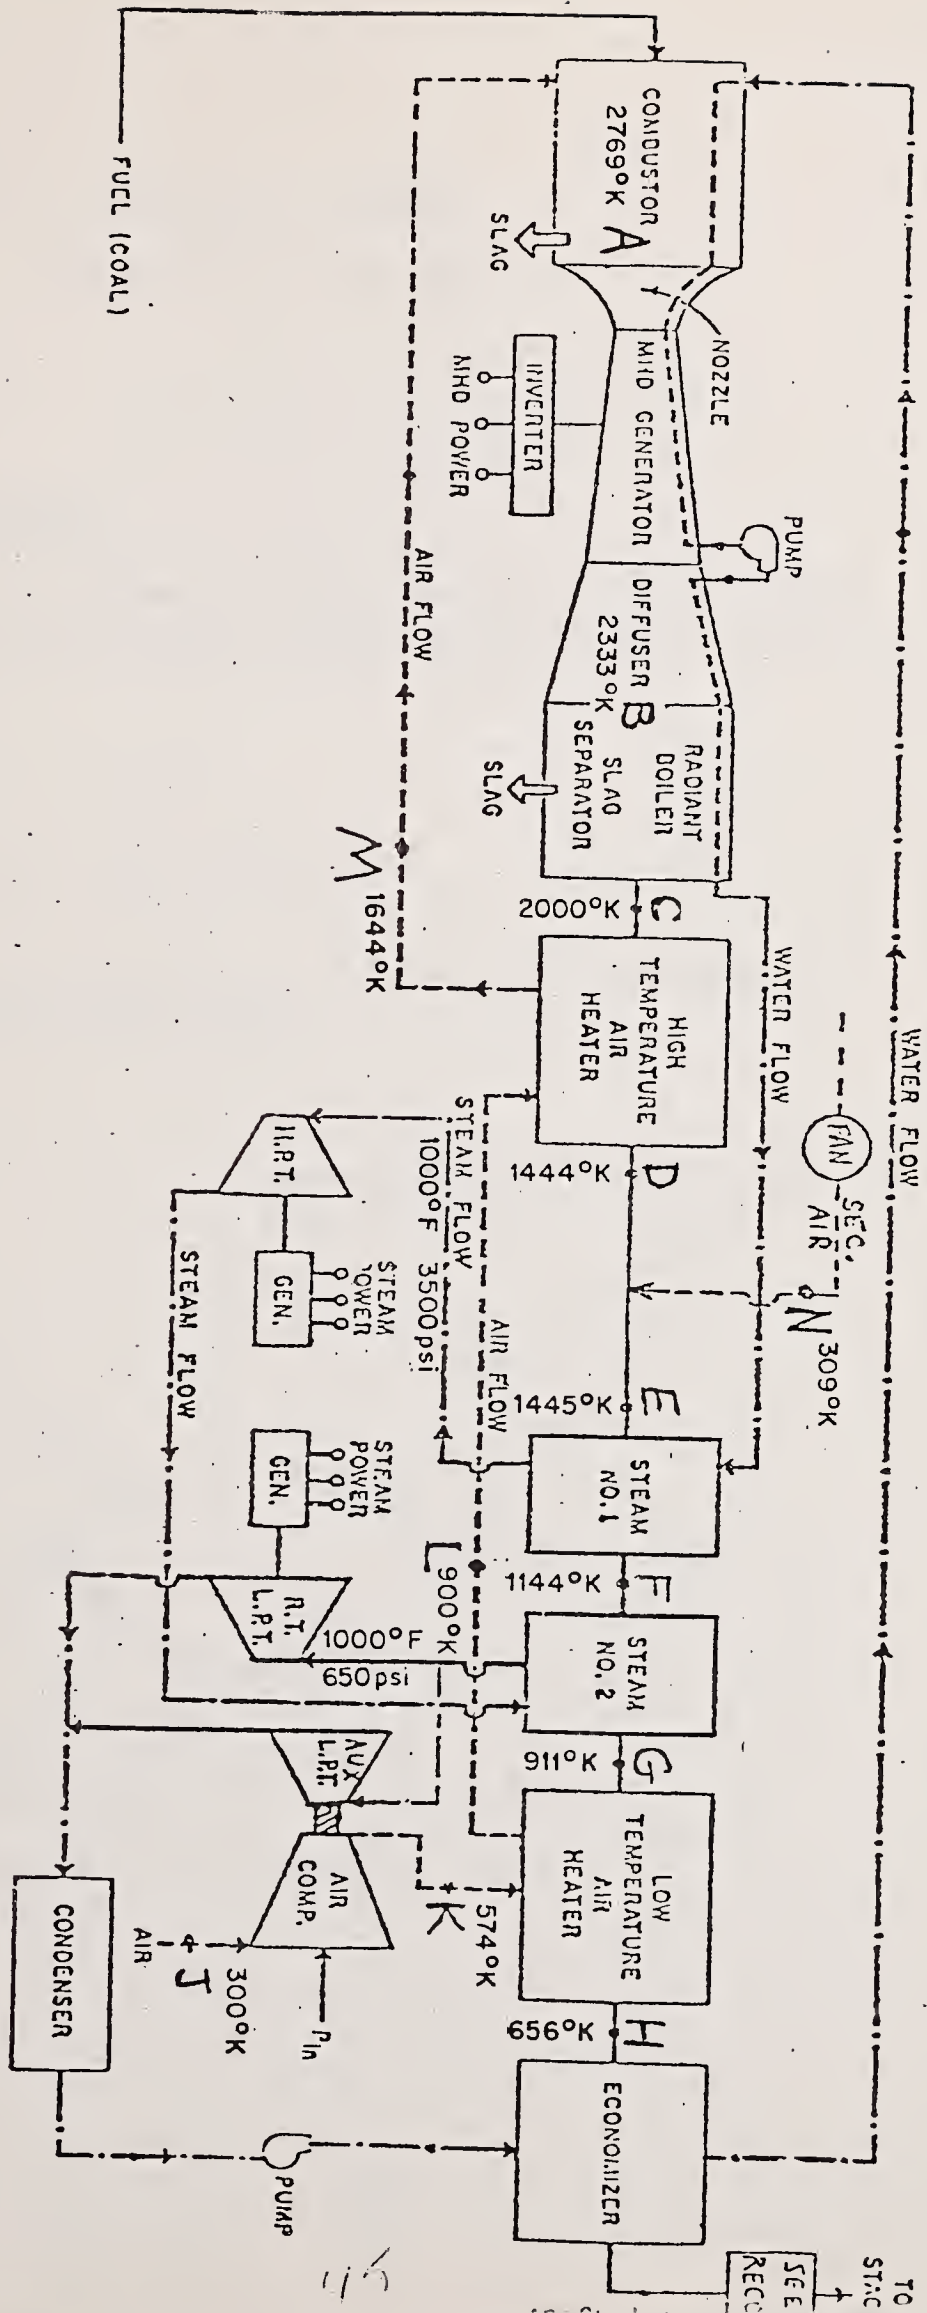 WATER FLOW
TO
STAC
SEE
RECO
FAN
SEC.
AIR
N 309°K
WATER FLOW
PUMP
NOZZLE
COMBUSTOR
2769°K A
SLAG
MHD GENERATOR
INVERTER
MHD POWER
DIFFUSER
2333°K B
RADIANT
BOILER
SLAG
SEPARATOR
SLAG
C
2000°K
HIGH
TEMPERATURE
AIR
HEATER
D
1444°K
E
1445°K
STEAM
NO. 1
F
1144°K
STEAM
NO. 2
G
911°K
LOW
TEMPERATURE
AIR
HEATER
H
656°K
ECONOMIZER
FUEL (COAL)
AIR FLOW
M 1644°K
AIR FLOW
L 900°K
K 574°K
STEAM FLOW
1000°F 3500psi
H.P.T.
GEN.
STEAM
POWER
STEAM FLOW
GEN.
STEAM
POWER
R.T.
L.P.T.
1000°F
650psi
AUX
L.P.T.
AIR
COMP.
Pin
AIR
J 300°K
CONDENSER
PUMP